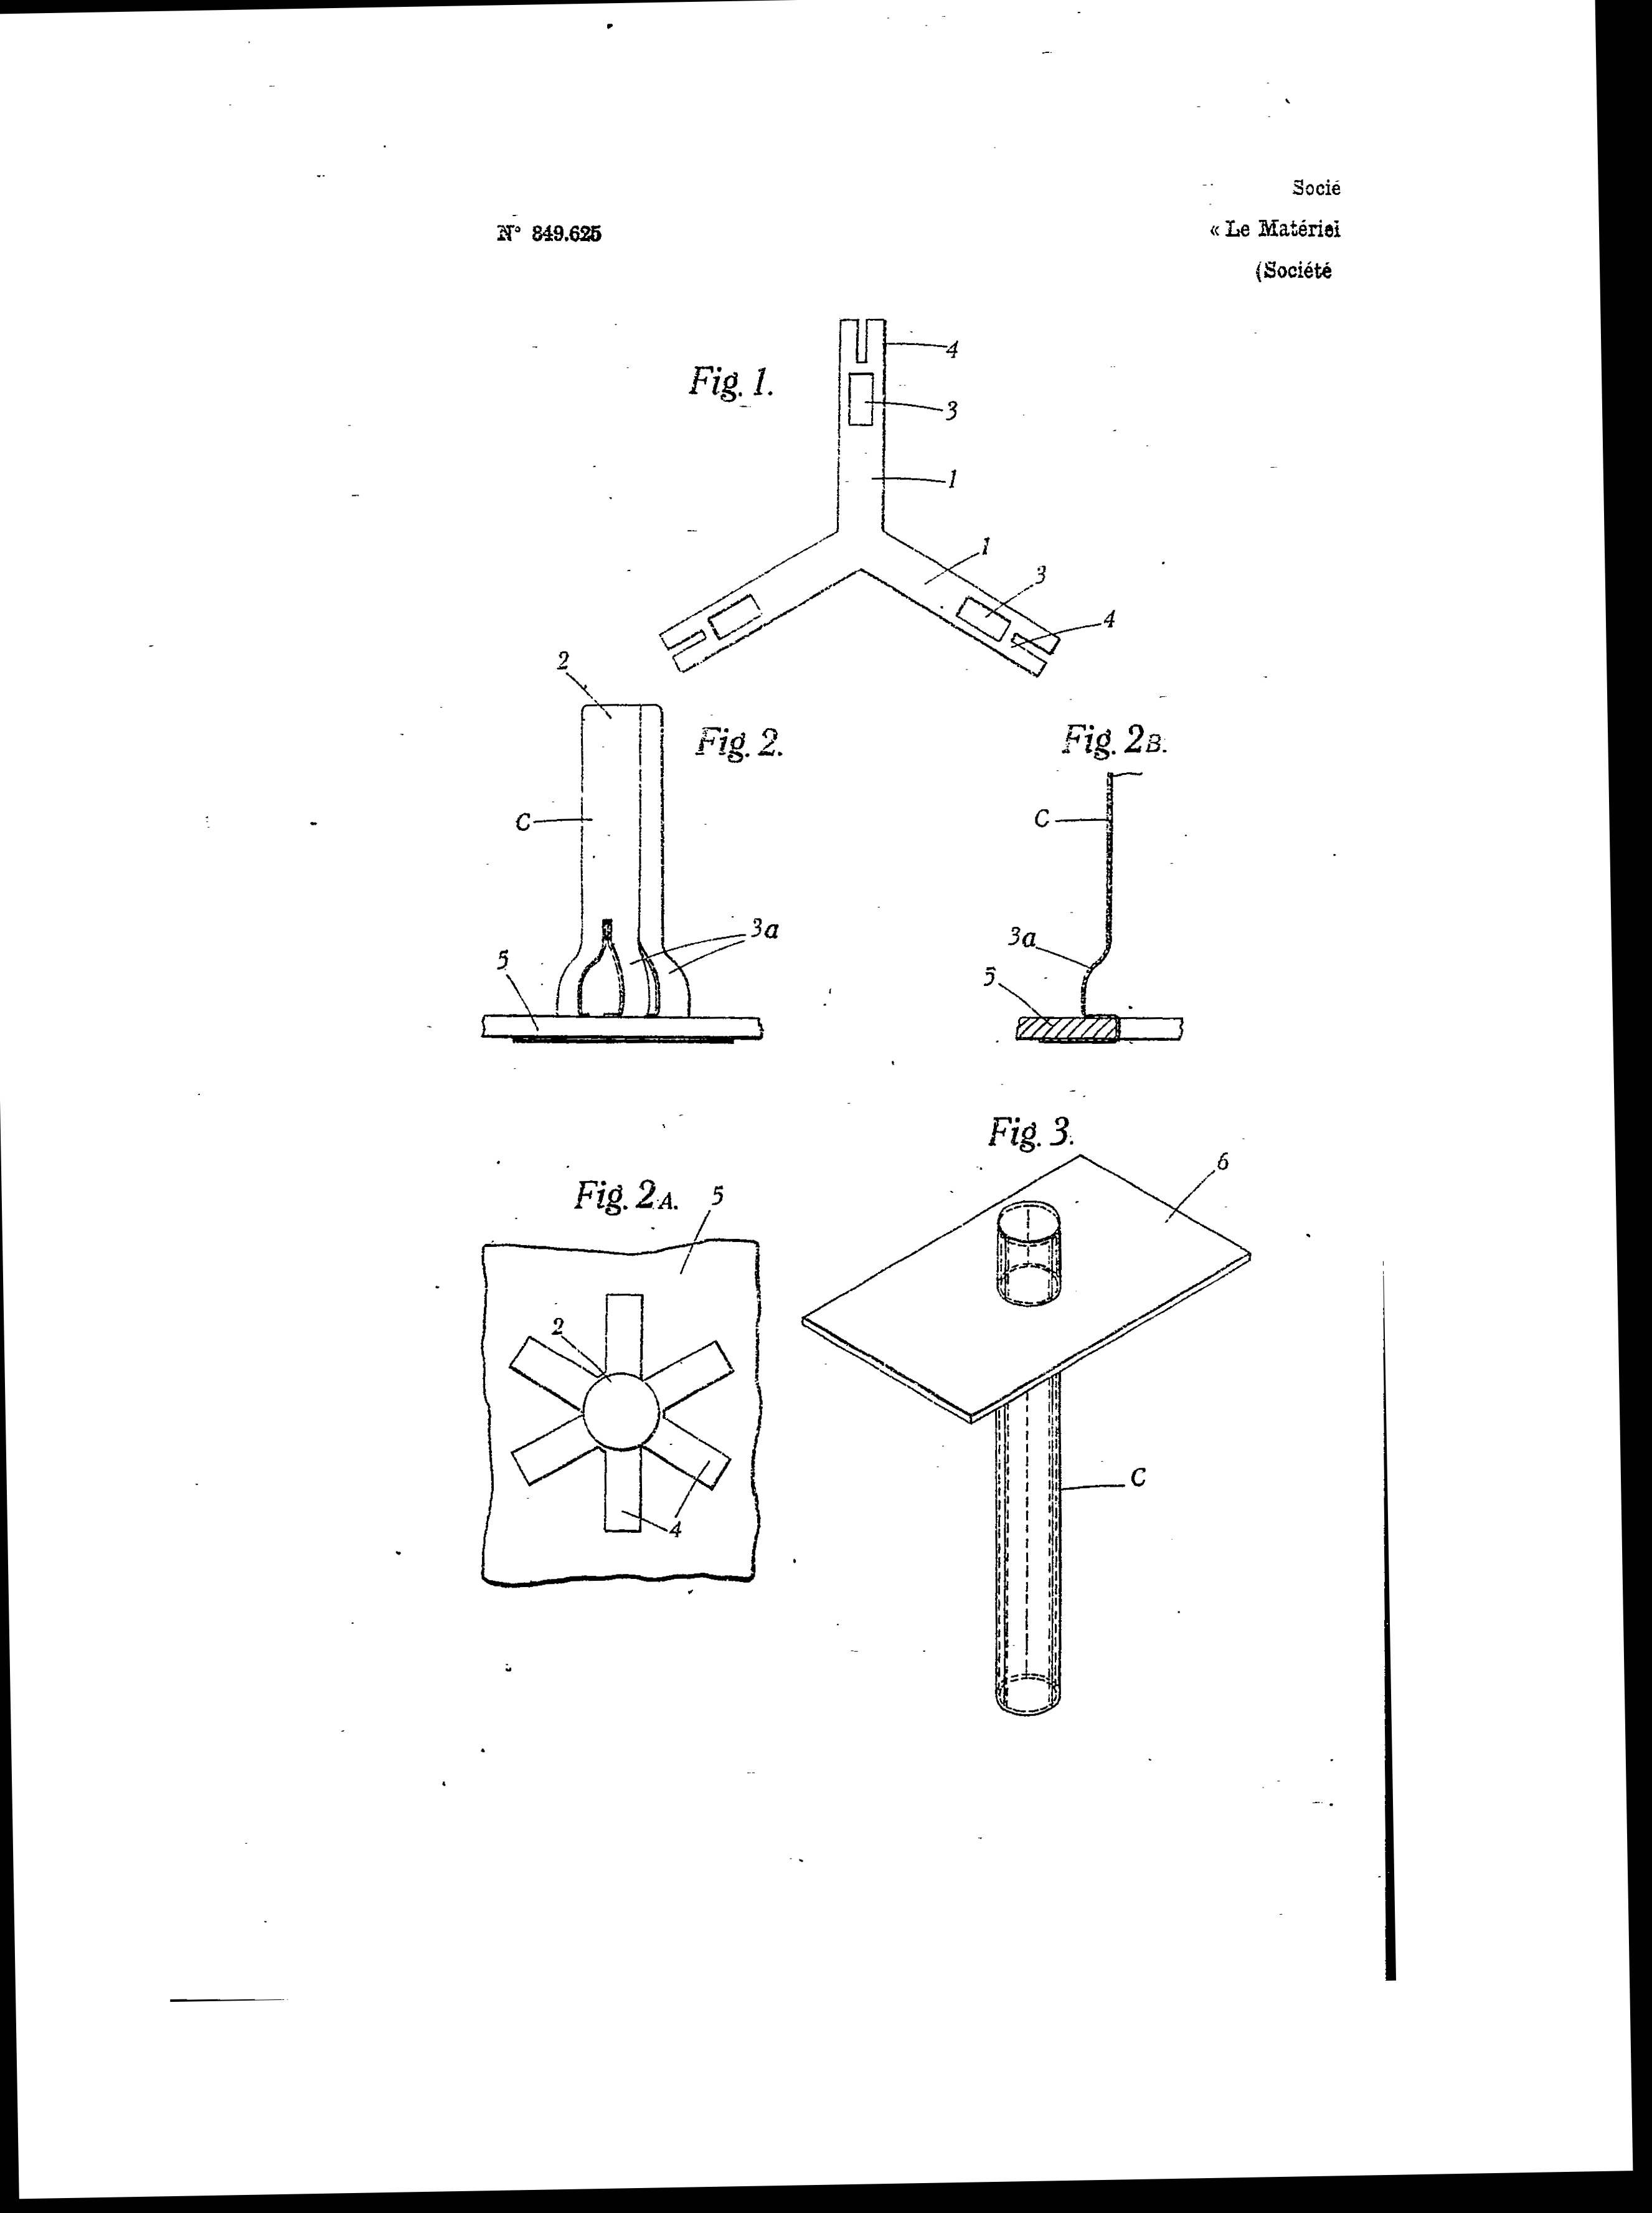 Socié
N° 849.625
« Le Matériel
(Société
Fig. 1.
4
3
1
1
3
4
2
Fig. 2.
Fig. 2B.
C
C
3a
3a
5
5
5
Fig. 3.
6
Fig. 2A.
5
2
C
4